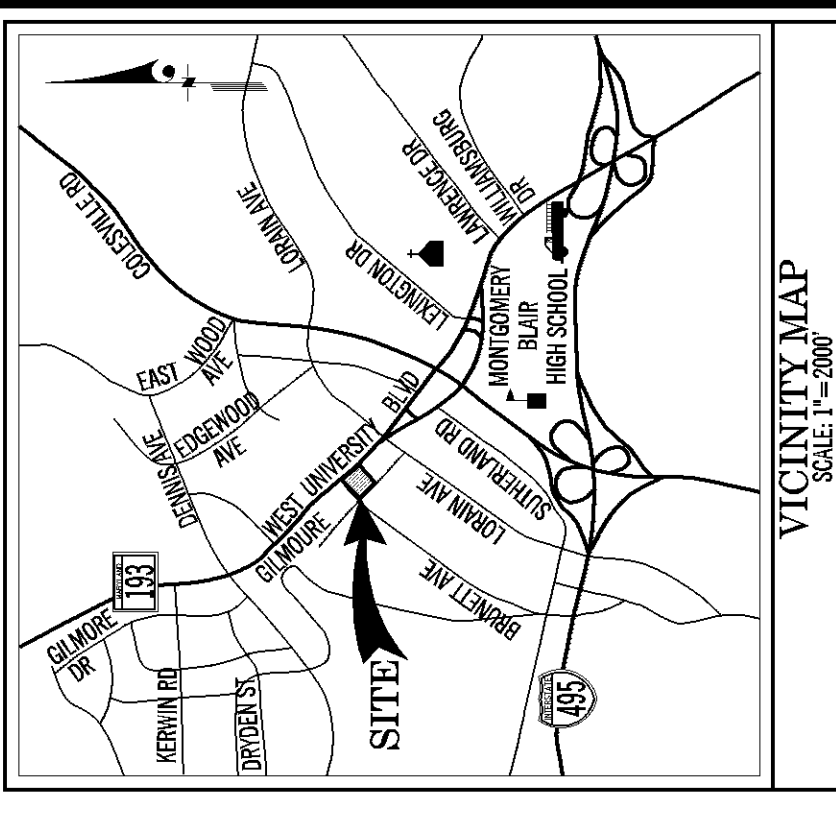 N
COLESVILLE RD
LORAIN AVE
LAWRENCE DR
WILLIAMSBURG
DR
LEXINGTON DR
MONTGOMERY
BLAIR
HIGH SCHOOL
EAST WOOD
AVE
EDGEWOOD
AVE
DENNIS AVE
WEST UNIVERSITY BLVD
GILMOURE
SUTHERLAND RD
LORAIN AVE
BRUNETT AVE
MARYLAND
193
GILMORE
DR
KERWIN RD
DRYDEN ST
SITE
INTERSTATE
495
VICINITY MAP
SCALE: 1"= 2000'